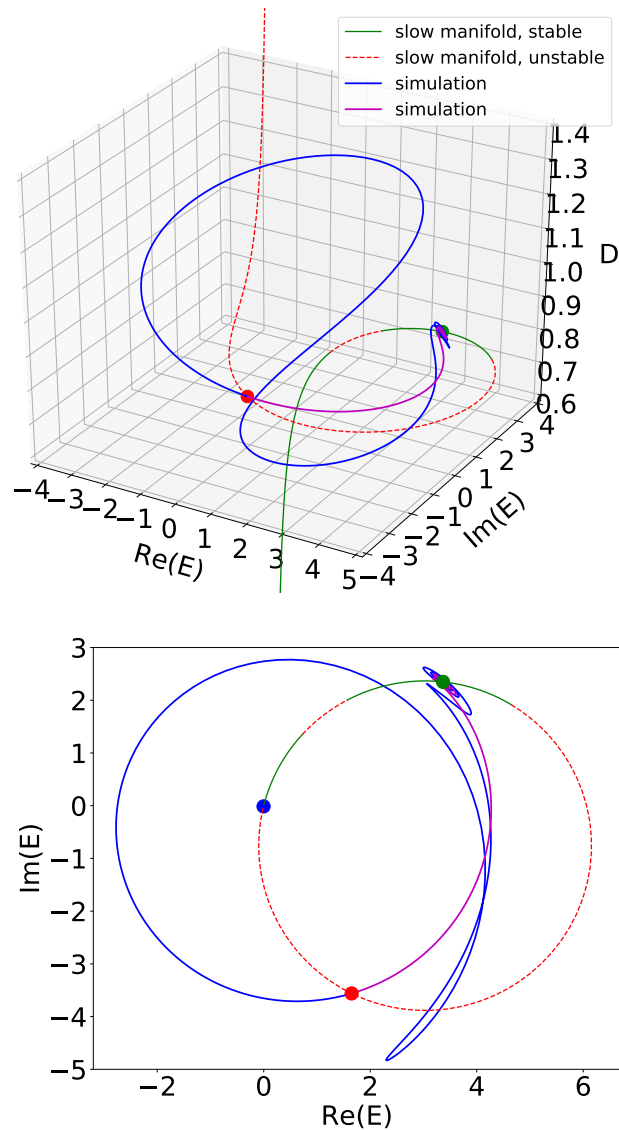 slow manifold, stable
slow manifold, unstable
simulation
simulation
1.4
1.3
1.2
1.1
1.0
0.9
0.8
0.7
0.6
D
−4 −3 −2 −1 0 1 2 3 4 5
Re(E)
−4 −3 −2 −1 0 1 2 3 4
Im(E)
3
2
1
0
−1
−2
−3
−4
−5
Im(E)
−2 0 2 4 6
Re(E)